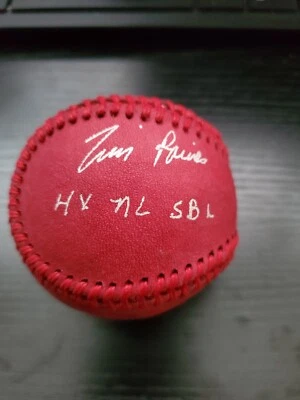 Tim Raines
4X NL SBL